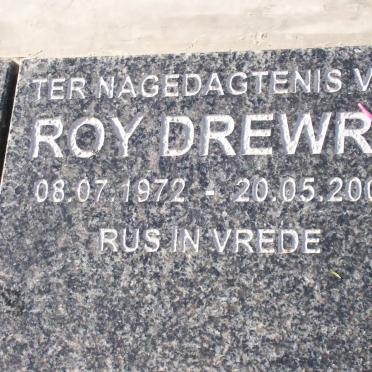 TER NAGEDAGTENIS V
ROY DREWR
08.07.1972 - 20.05.200
RUS IN VREDE